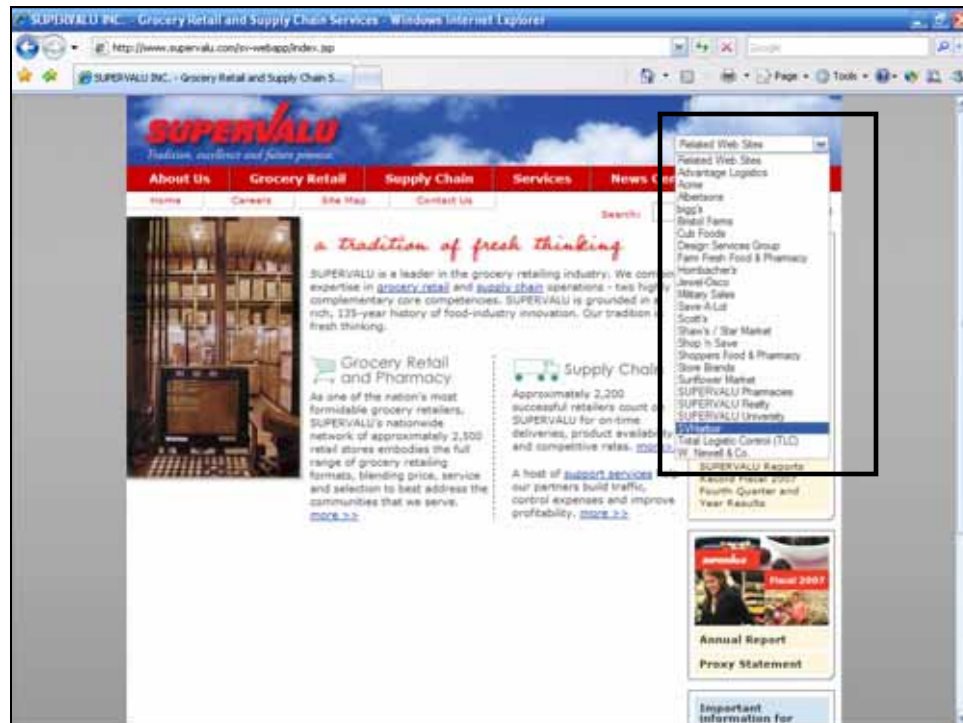 SUPERVALU INC. - Grocery Retail and Supply Chain Services - Windows Internet Explorer
http://www.supervalu.com/sv-webapp/index.jsp
Google
SUPERVALU INC. - Grocery Retail and Supply Chain S...
Page
Tools
SUPERVALU
Tradition, excellence and future promise.
About Us
Grocery Retail
Supply Chain
Services
News Cen
Home
Careers
Site Map
Contact Us
Search:
Related Web Sites
Related Web Sites
Advantage Logistics
Acme
Albertsons
bigg's
Bristol Farms
Cub Foods
Design Services Group
Farm Fresh Food & Pharmacy
Hornbacher's
Jewel-Osco
Military Sales
Save-A-Lot
Scott's
Shaw's / Star Market
Shop 'n Save
Shoppers Food & Pharmacy
Store Brands
Sunflower Market
SUPERVALU Pharmacies
SUPERVALU Realty
SUPERVALU University
SVHarbor
Total Logistic Control (TLC)
W. Newell & Co.
a tradition of fresh thinking
SUPERVALU is a leader in the grocery retailing industry. We com
expertise in grocery retail and supply chain operations - two highly
complementary core competencies. SUPERVALU is grounded in a
rich, 135-year history of food-industry innovation. Our tradition is
fresh thinking.
Grocery Retail
and Pharmacy
As one of the nation's most
formidable grocery retailers,
SUPERVALU's nationwide
network of approximately 2,500
retail stores embodies the full
range of grocery retailing
formats, blending price, service
and selection to best address the
communities that we serve.
more >>
Supply Chain
Approximately 2,200
successful retailers count on
SUPERVALU for on-time
deliveries, product availability
and competitive rates. more >>
A host of support services
our partners build traffic,
control expenses and improve
profitability. more >>
SUPERVALU Reports
Record Fiscal 2007
Fourth Quarter and
Year Results
supervalu
Fiscal 2007
Annual Report
Proxy Statement
Important
information for